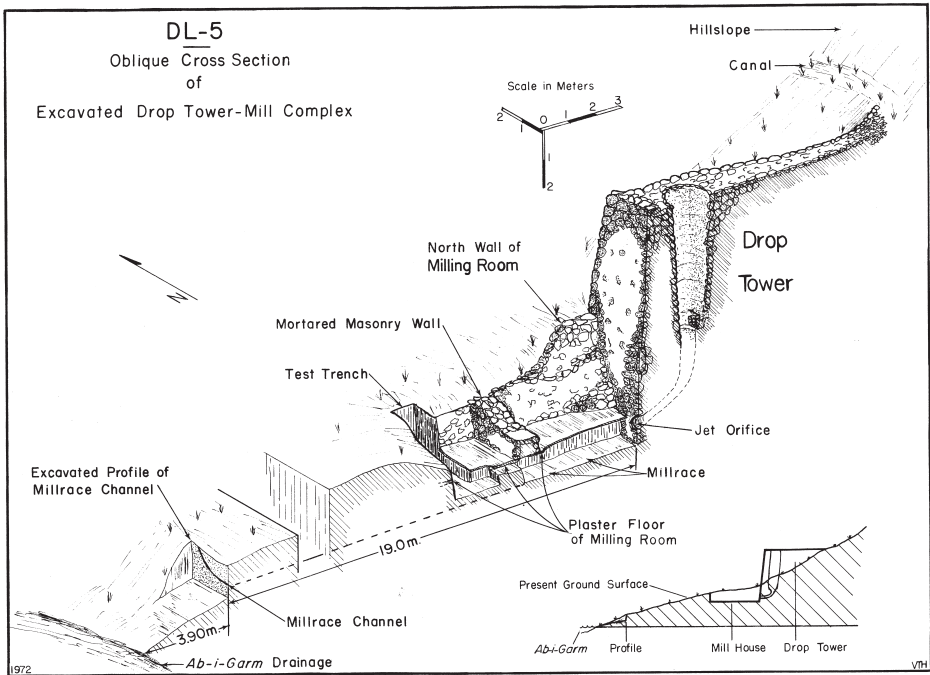 DL-5
Oblique Cross Section
of
Excavated Drop Tower-Mill Complex
Hillslope
Canal
Scale in Meters
2
1
0
1
2
3
1
2
Drop
Tower
North Wall of
Milling Room
N
Mortared Masonry Wall
Test Trench
Jet Orifice
Excavated Profile of
Millrace Channel
Millrace
Plaster Floor
of Milling Room
19.0m.
Present Ground Surface
Millrace Channel
3.90m.
Ab-i-Garm Drainage
Ab-i-Garm
Profile
Mill House
Drop Tower
1972
VTH